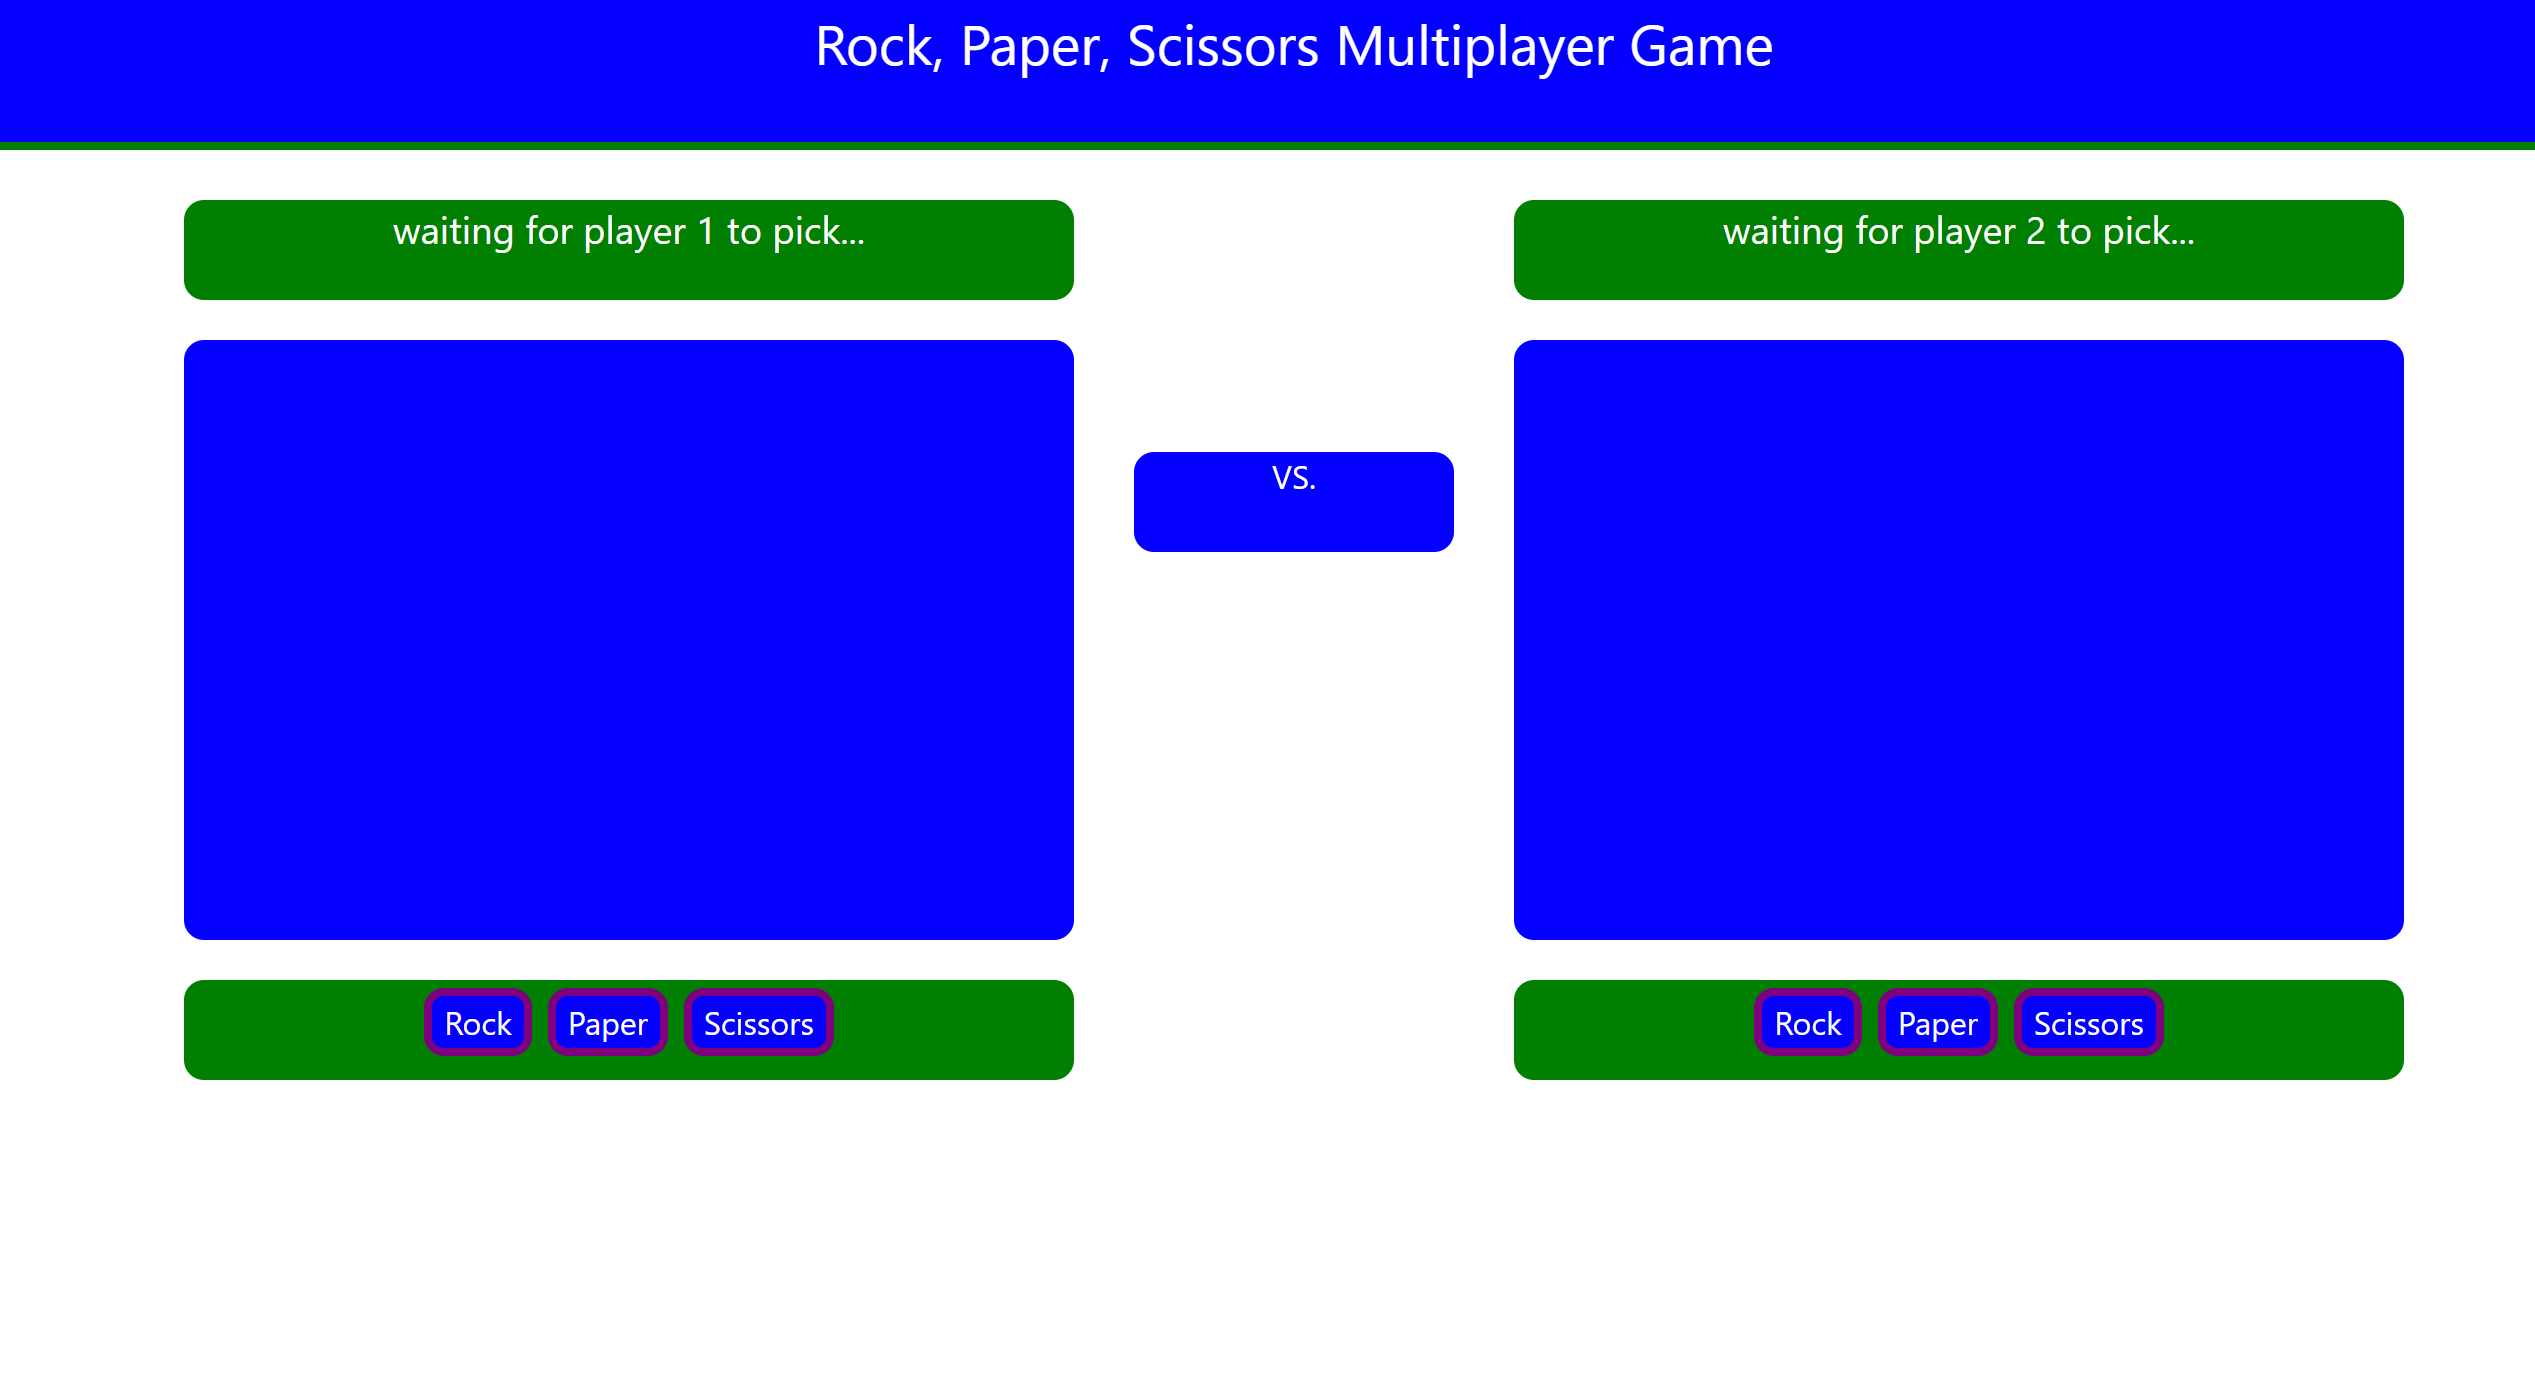 Rock, Paper, Scissors Multiplayer Game
waiting for player 1 to pick...
waiting for player 2 to pick...
VS.
Rock Paper Scissors
Rock Paper Scissors